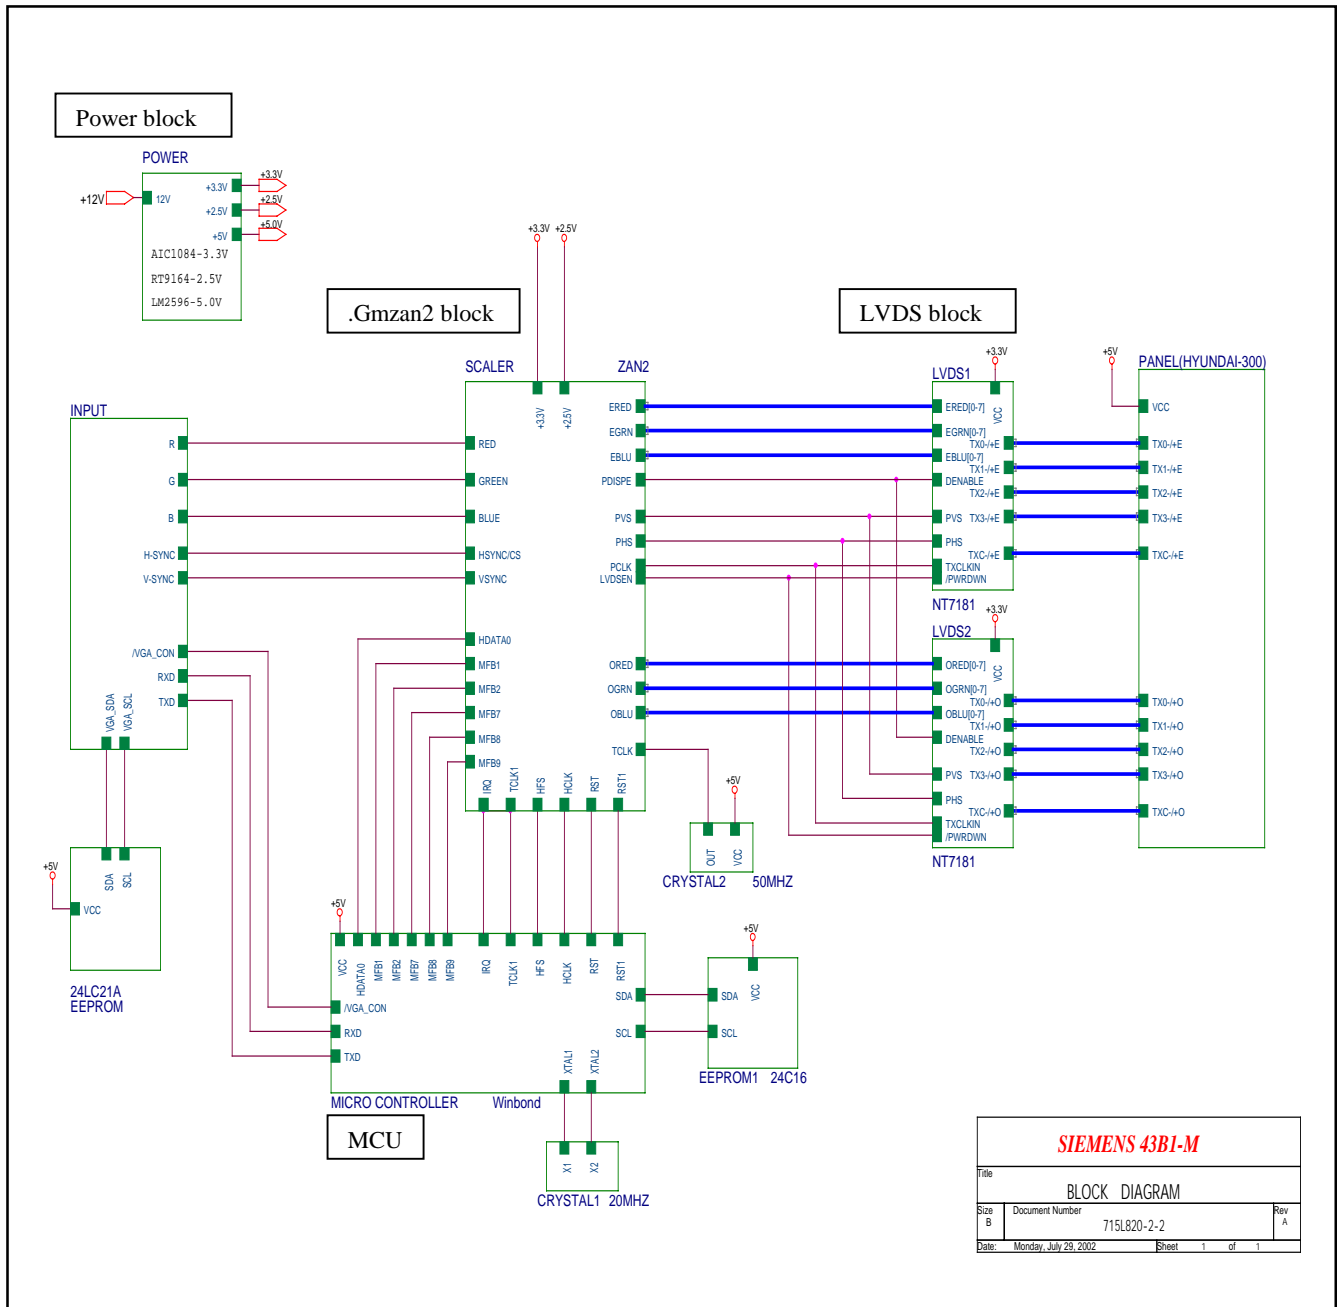 Power block
POWER
+12V
12V
+3.3V
+2.5V
+5V
+3.3V
+2.5V
+5.0V
AIC1084-3.3V
RT9164-2.5V
LM2596-5.0V
.Gmzan2 block
LVDS block
+3.3V +2.5V
SCALER
ZAN2
+3.3V
+2.5V
RED
GREEN
BLUE
HSYNC/CS
VSYNC
HDATA0
MFB1
MFB2
MFB7
MFB8
MFB9
IRQ
TCLK1
HFS
HCLK
RST
RST1
ERED
EGRN
EBLU
PDISPE
PVS
PHS
PCLK
LVDSEN
ORED
OGRN
OBLU
TCLK
INPUT
R
G
B
H-SYNC
V-SYNC
/VGA_CON
RXD
TXD
VGA_SDA
VGA_SCL
+5V
SDA
SCL
VCC
24LC21A
EEPROM
+3.3V
LVDS1
VCC
ERED[0-7]
EGRN[0-7]
EBLU[0-7]
DENABLE
PVS
PHS
TXCLKIN
/PWRDWN
TX0-/+E
TX1-/+E
TX2-/+E
TX3-/+E
TXC-/+E
NT7181
+3.3V
LVDS2
VCC
ORED[0-7]
OGRN[0-7]
OBLU[0-7]
DENABLE
PVS
PHS
TXCLKIN
/PWRDWN
TX0-/+O
TX1-/+O
TX2-/+O
TX3-/+O
TXC-/+O
NT7181
+5V
PANEL(HYUNDAI-300)
VCC
TX0-/+E
TX1-/+E
TX2-/+E
TX3-/+E
TXC-/+E
TX0-/+O
TX1-/+O
TX2-/+O
TX3-/+O
TXC-/+O
+5V
OUT
VCC
CRYSTAL2 50MHZ
+5V
VCC
HDATA0
MFB1
MFB2
MFB7
MFB8
MFB9
IRQ
TCLK1
HFS
HCLK
RST
RST1
/VGA_CON
RXD
TXD
SDA
SCL
XTAL1
XTAL2
MICRO CONTROLLER Winbond
MCU
+5V
VCC
SDA
SCL
EEPROM1 24C16
X1
X2
CRYSTAL1 20MHZ
SIEMENS 43B1-M
Title
BLOCK DIAGRAM
Size
B
Document Number
715L820-2-2
Rev
A
Date: Monday, July 29, 2002 Sheet 1 of 1